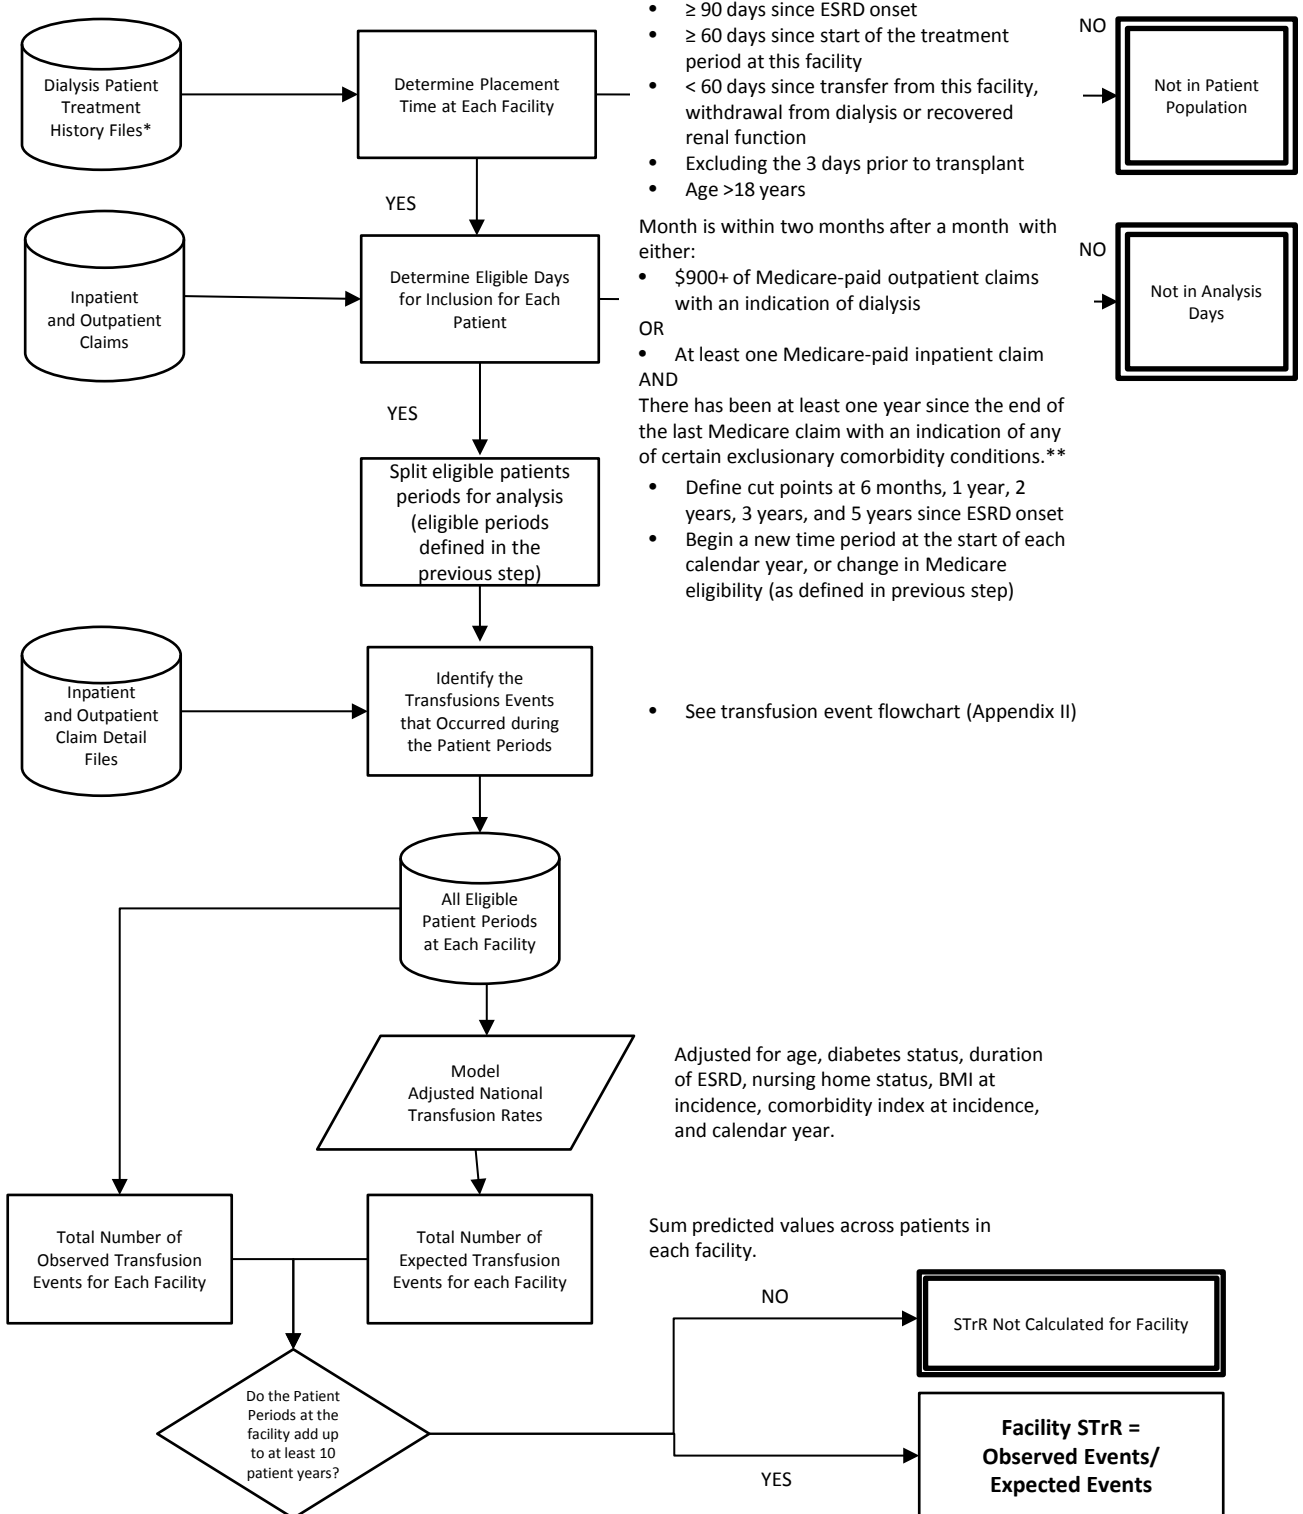 • ≥ 90 days since ESRD onset
• ≥ 60 days since start of the treatment
period at this facility
• < 60 days since transfer from this facility,
withdrawal from dialysis or recovered
renal function
• Excluding the 3 days prior to transplant
• Age >18 years
NO
Dialysis Patient
Treatment
History Files*
Determine Placement
Time at Each Facility
Not in Patient
Population
YES
Month is within two months after a month with
either:
• $900+ of Medicare-paid outpatient claims
with an indication of dialysis
OR
• At least one Medicare-paid inpatient claim
AND
There has been at least one year since the end of
the last Medicare claim with an indication of any
of certain exclusionary comorbidity conditions.**
NO
Inpatient
and Outpatient
Claims
Determine Eligible Days
for Inclusion for Each
Patient
Not in Analysis
Days
YES
Split eligible patients
periods for analysis
(eligible periods
defined in the
previous step)
• Define cut points at 6 months, 1 year, 2
years, 3 years, and 5 years since ESRD onset
• Begin a new time period at the start of each
calendar year, or change in Medicare
eligibility (as defined in previous step)
Inpatient
and Outpatient
Claim Detail
Files
Identify the
Transfusions Events
that Occurred during
the Patient Periods
• See transfusion event flowchart (Appendix II)
All Eligible
Patient Periods
at Each Facility
Model
Adjusted National
Transfusion Rates
Adjusted for age, diabetes status, duration
of ESRD, nursing home status, BMI at
incidence, comorbidity index at incidence,
and calendar year.
Total Number of
Observed Transfusion
Events for Each Facility
Total Number of
Expected Transfusion
Events for each Facility
Sum predicted values across patients in
each facility.
NO
STrR Not Calculated for Facility
Do the Patient
Periods at the
facility add up
to at least 10
patient years?
YES
Facility STrR =
Observed Events/
Expected Events